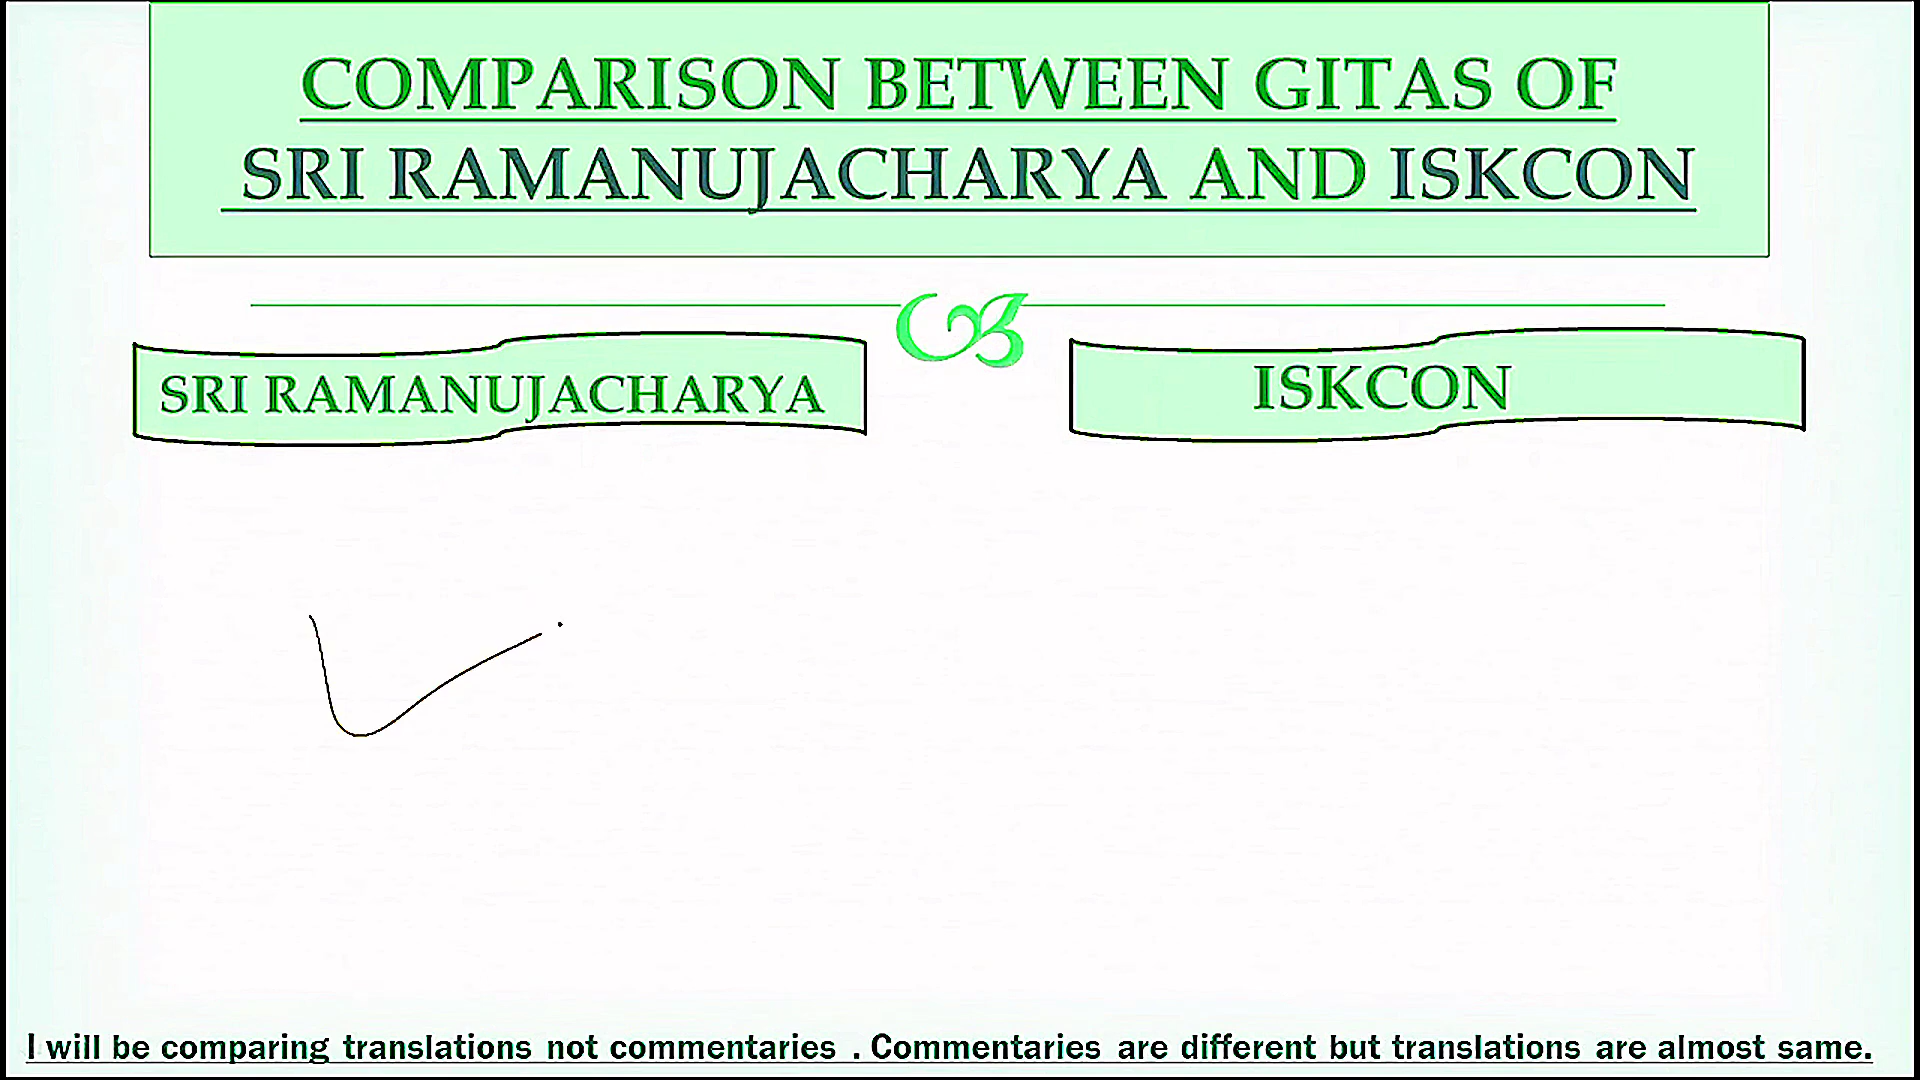 COMPARISON BETWEEN GITAS OF
SRI RAMANUJACHARYA AND ISKCON
SRI RAMANUJACHARYA
ISKCON
I will be comparing translations not commentaries . Commentaries are different but translations are almost same.